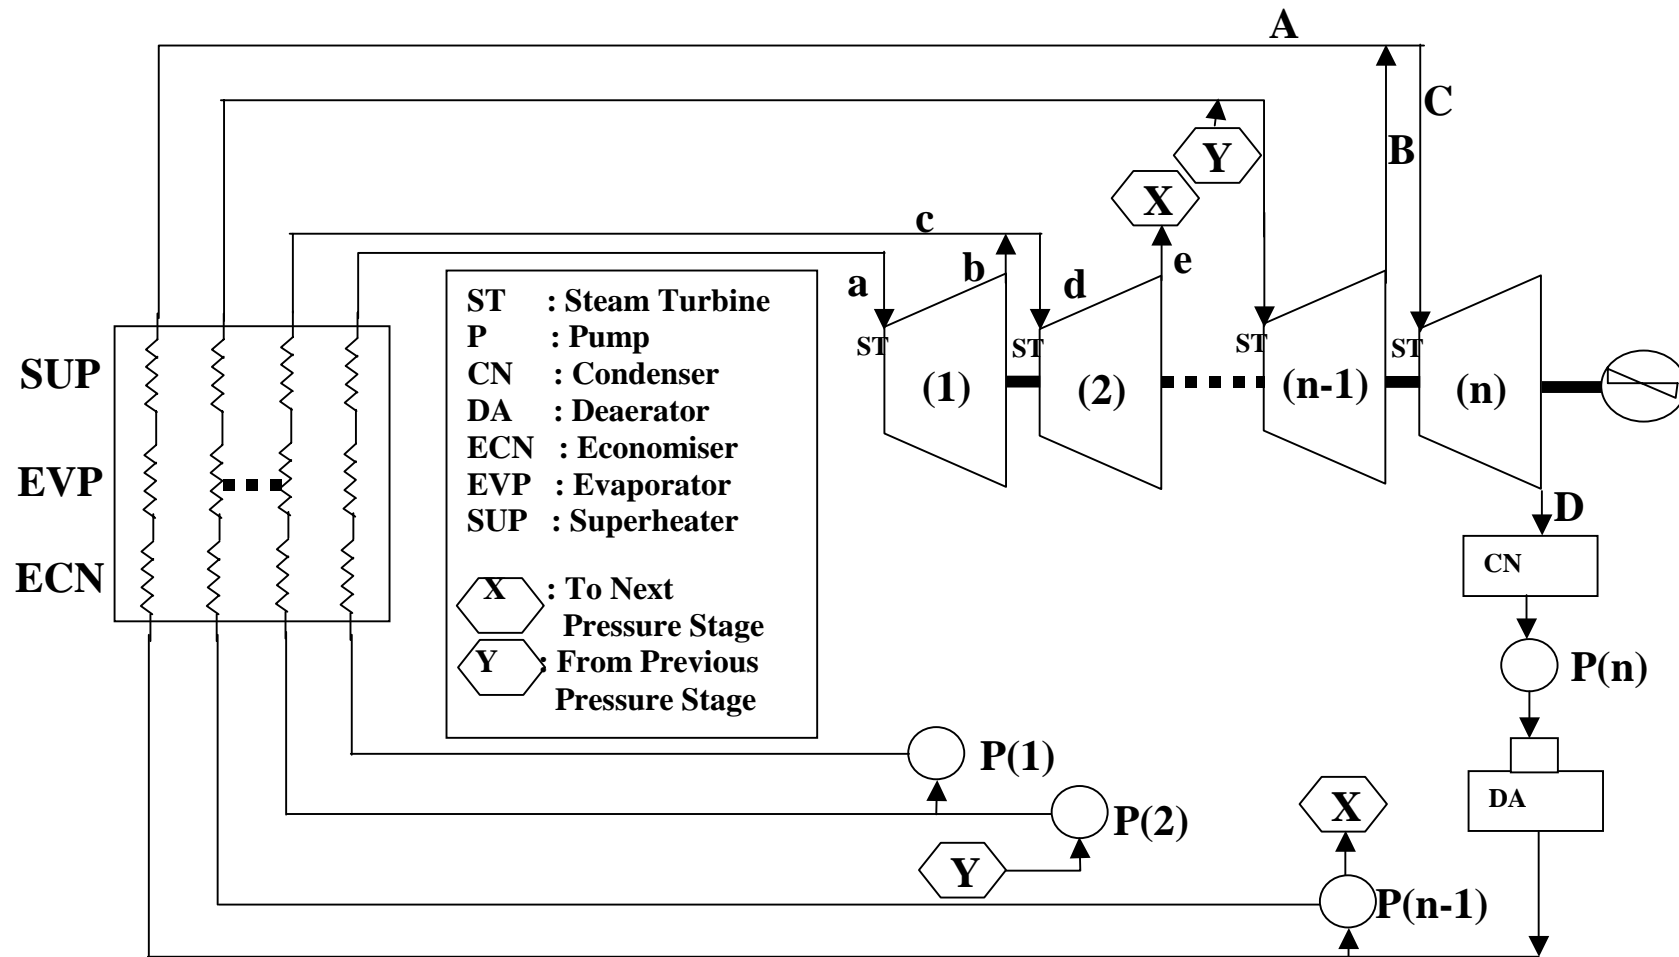 A
C
B
Y
X
c
b
e
a
d
ST : Steam Turbine
P : Pump
CN : Condenser
DA : Deaerator
ECN : Economiser
EVP : Evaporator
SUP : Superheater
X : To Next
Pressure Stage
Y : From Previous
Pressure Stage
ST
ST
ST
ST
(1)
(2)
(n-1)
(n)
SUP
EVP
ECN
D
CN
P(n)
P(1)
DA
X
P(2)
Y
P(n-1)